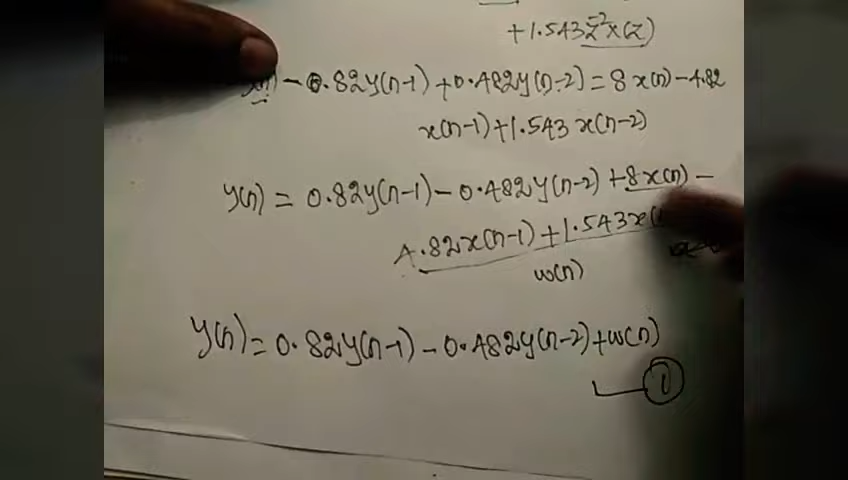 +1.543z⁻²x(z)
y(n) - 0.82y(n-1)+0.482y(n-2)=8x(n)-4.82
x(n-1)+1.543x(n-2)
y(n) = 0.82y(n-1)-0.482y(n-2)+8x(n)-
4.82x(n-1)+1.543x(
w(n)
y(n)=0.82y(n-1)-0.482y(n-2)+w(n)
1